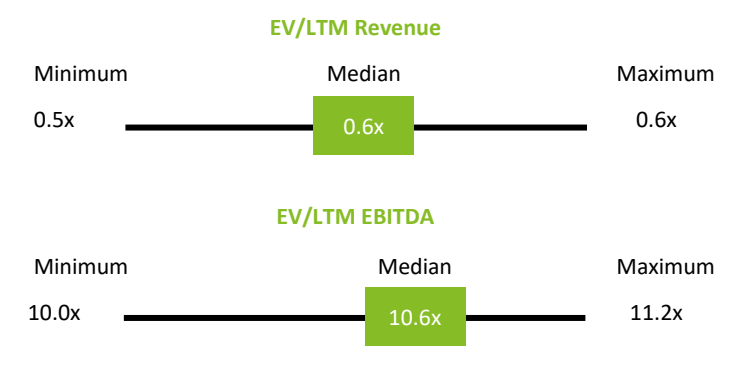 EV/LTM Revenue
Minimum Median Maximum
0.5x 0.6x 0.6x
EV/LTM EBITDA
Minimum Median Maximum
10.0x 10.6x 11.2x